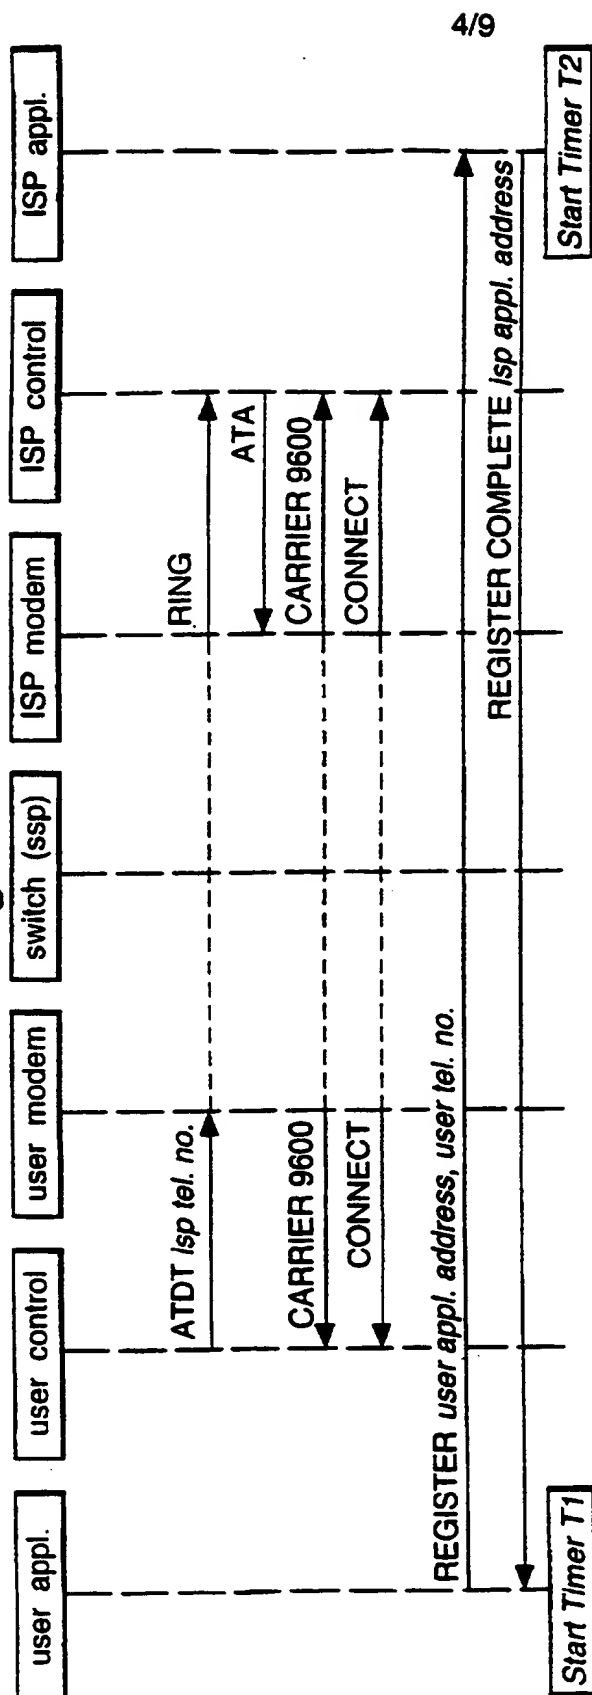 4/9
user appl.
user control
user modem
switch (ssp)
ISP modem
ISP control
ISP appl.
ATDT Isp tel. no.
RING
ATA
CARRIER 9600
CARRIER 9600
CONNECT
CONNECT
REGISTER user appl. address, user tel. no.
REGISTER COMPLETE Isp appl. address
Start Timer T1
Start Timer T2